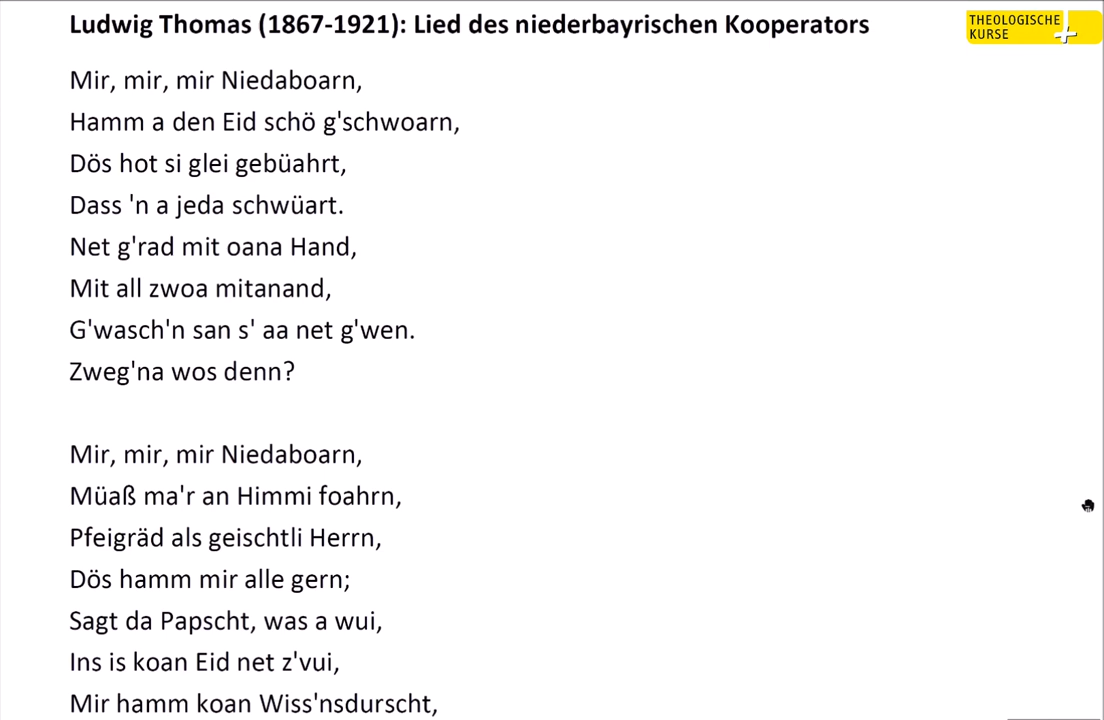 Ludwig Thomas (1867-1921): Lied des niederbayrischen Kooperators
THEOLOGISCHE
KURSE
Mir, mir, mir Niedaboarn,
Hamm a den Eid schö g'schwoarn,
Dös hot si glei gebüahrt,
Dass 'n a jeda schwüart.
Net g'rad mit oana Hand,
Mit all zwoa mitanand,
G'wasch'n san s' aa net g'wen.
Zweg'na wos denn?
Mir, mir, mir Niedaboarn,
Müaß ma'r an Himmi foahrn,
Pfeigräd als geischtli Herrn,
Dös hamm mir alle gern;
Sagt da Papscht, was a wui,
Ins is koan Eid net z'vui,
Mir hamm koan Wiss'nsdurscht,